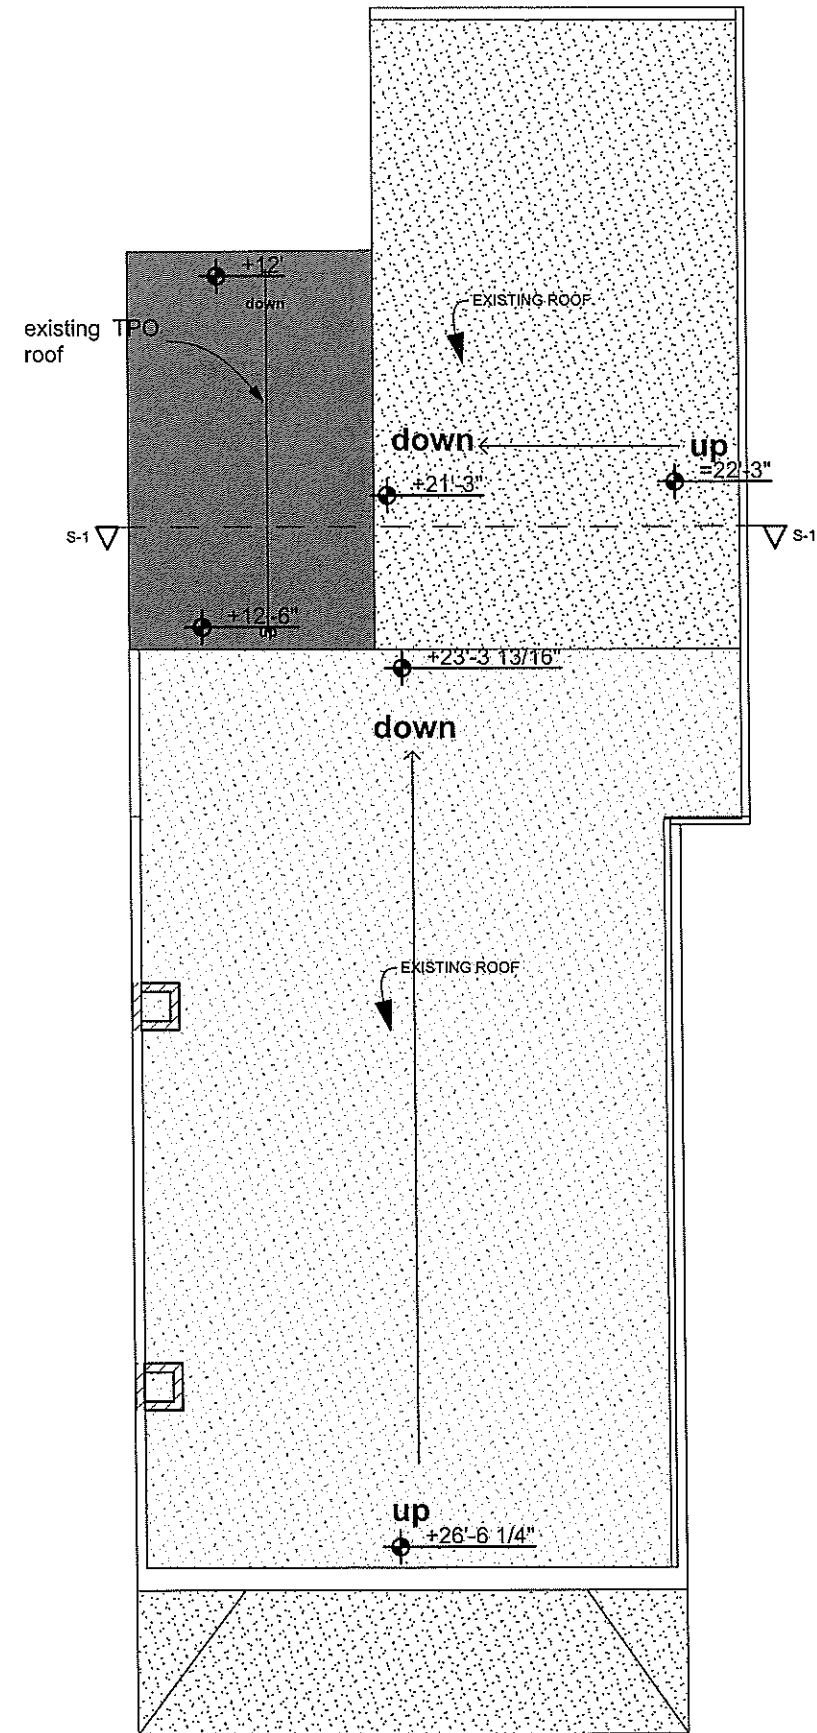 +12'
down
existing TPO
roof
EXISTING ROOF
down
up
=22'-3"
+21'-3"
S-1
S-1
+12'-6"
up
+23'-3 13/16"
down
EXISTING ROOF
up
+26'-6 1/4"